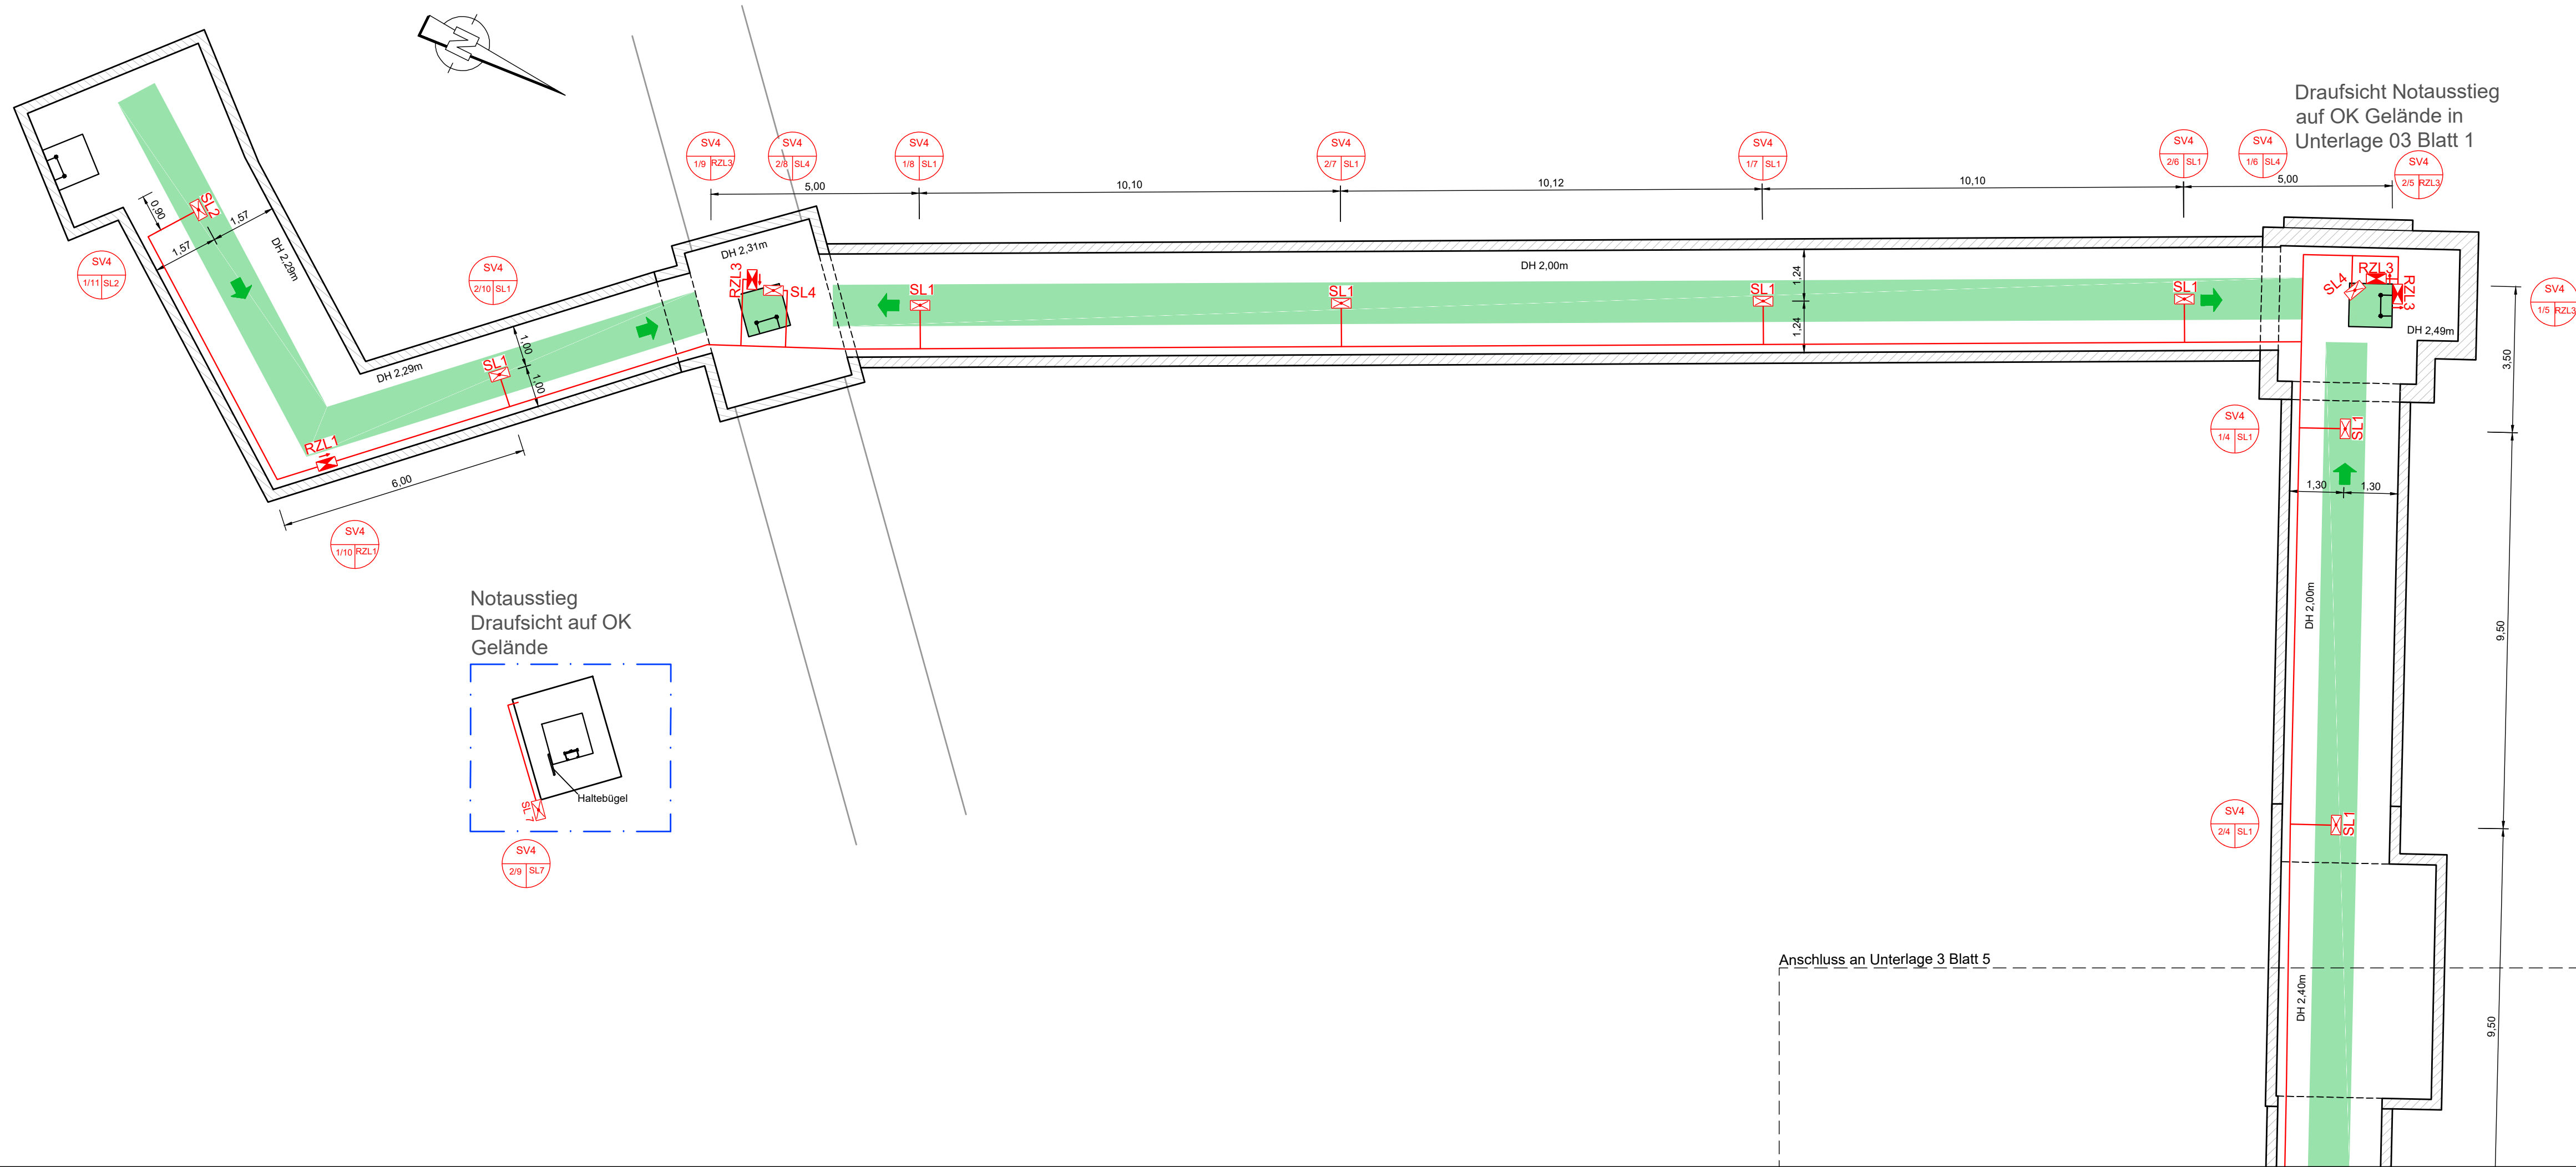 N
Draufsicht Notausstieg
auf OK Gelände in
Unterlage 03 Blatt 1
SV4
1/9 RZL3
SV4
2/8 SL4
SV4
1/8 SL1
SV4
2/7 SL1
SV4
1/7 SL1
SV4
2/6 SL1
SV4
1/6 SL4
SV4
2/5 RZL3
5,00
10,10
10,12
10,10
5,00
SL2
0,90
1,57
1,57
DH 2,29m
SV4
1/11 SL2
SV4
2/10 SL1
DH 2,31m
RZL3
SL4
SL1
SL1
SL1
SL1
DH 2,00m
1,24
1,24
SL4
RZL3
RZL3
DH 2,49m
SV4
1/5 RZL3
3,50
DH 2,29m
SL1
1,00
1,00
RZL1
6,00
SV4
1/10 RZL1
SV4
1/4 SL1
SL1
1,30
1,30
Notausstieg
Draufsicht auf OK
Gelände
Haltebügel
SL7
SV4
2/9 SL7
DH 2,00m
9,50
SV4
2/4 SL1
SL1
Anschluss an Unterlage 3 Blatt 5
DH 2,40m
9,50